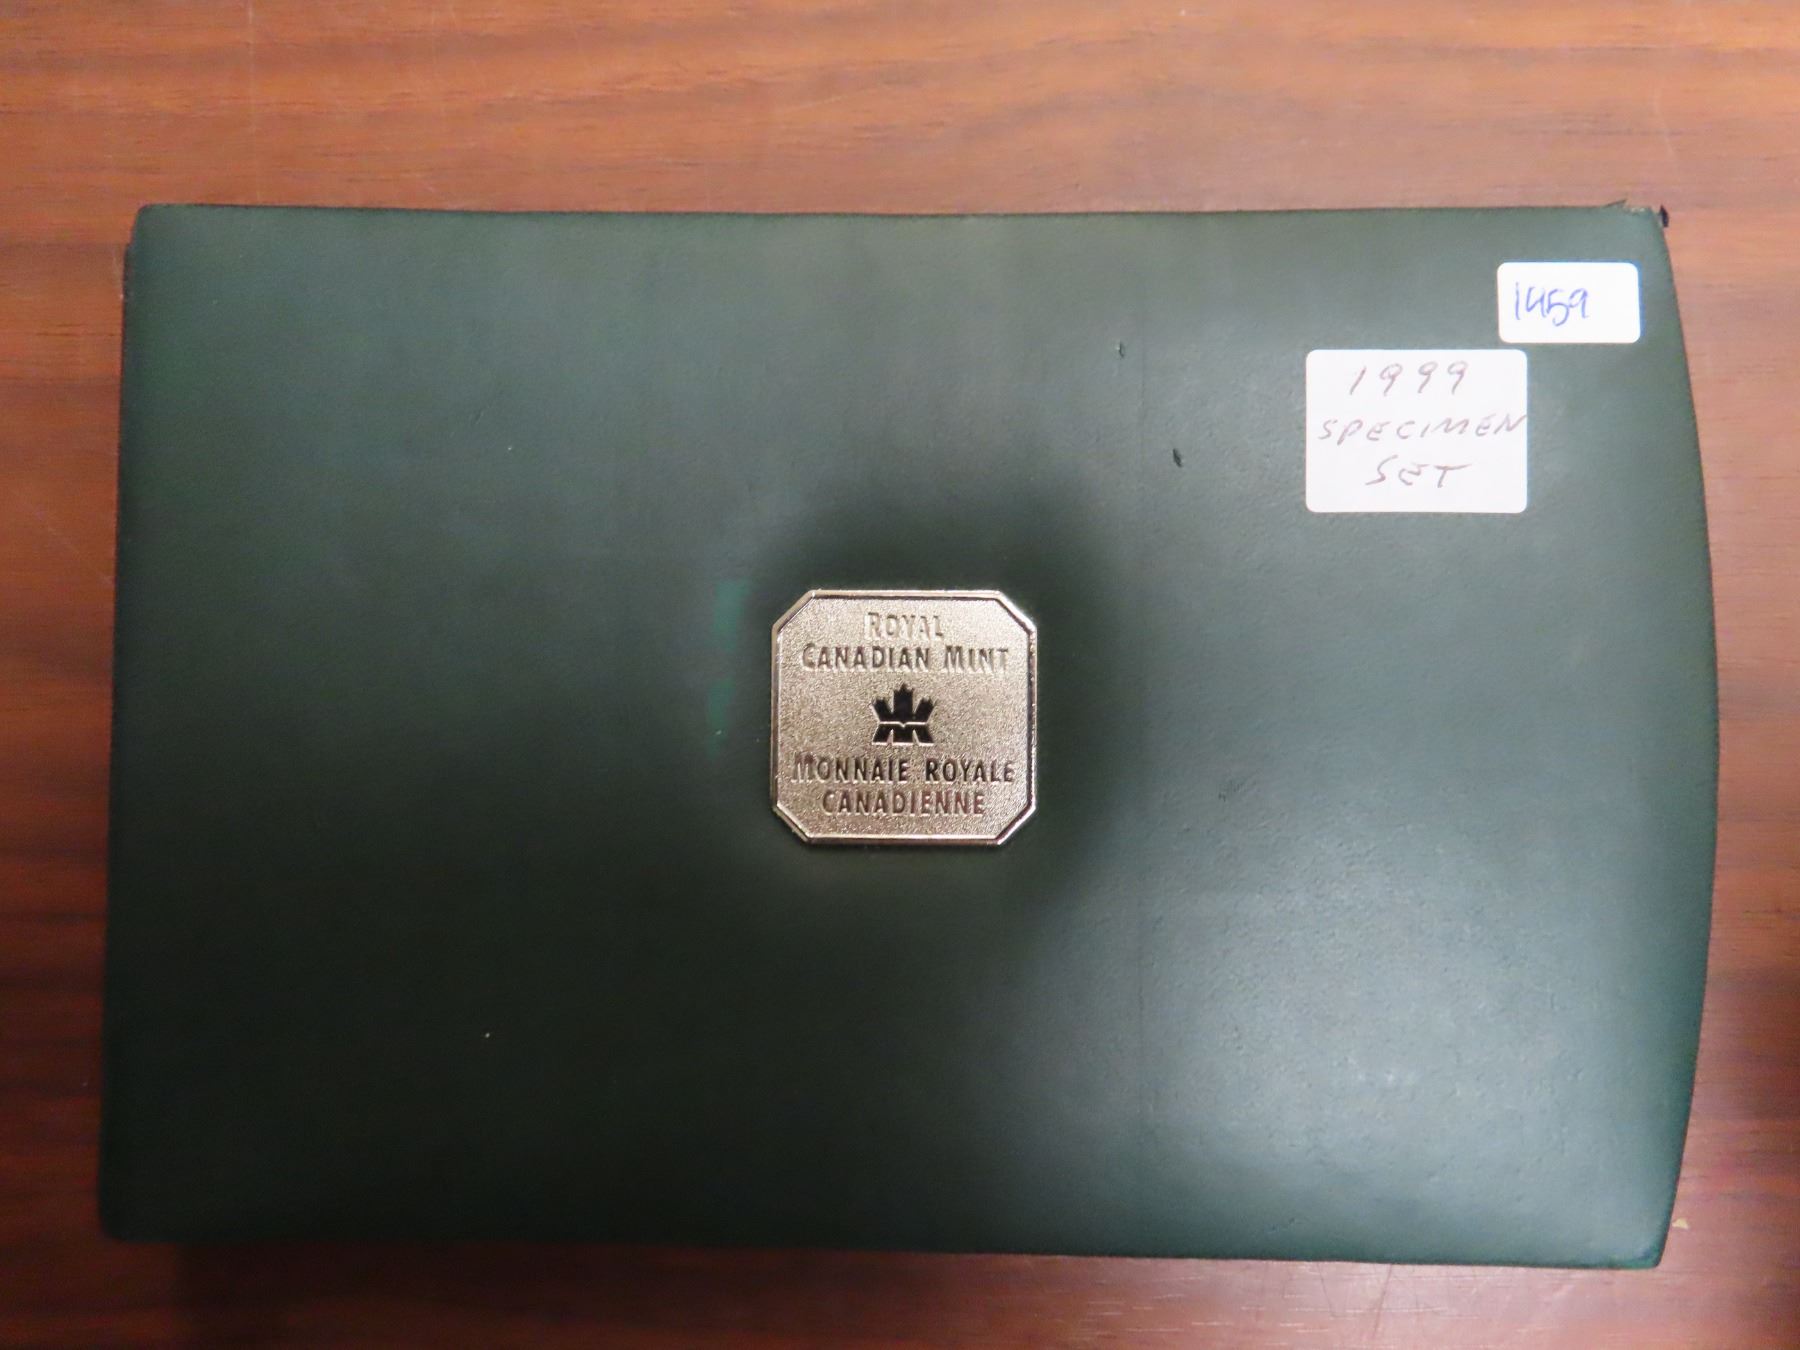 1459
1999
SPECIMEN
SET
ROYAL
CANADIAN MINT
MONNAIE ROYALE
CANADIENNE